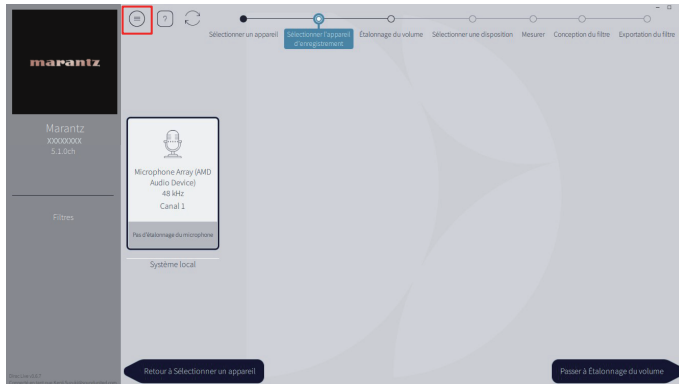 ?
Sélectionner un appareil
Sélectionner l'appareil
d'enregistrement
Étalonnage du volume
Sélectionner une disposition
Mesurer
Conception du filtre
Exportation du filtre
marantz
Marantz
XXXXXXXX
5.1.0ch
Filtres
Microphone Array (AMD
Audio Device)
48 kHz
Canal 1
Pas d'étalonnage du microphone
Système local
Retour à Sélectionner un appareil
Passer à Étalonnage du volume